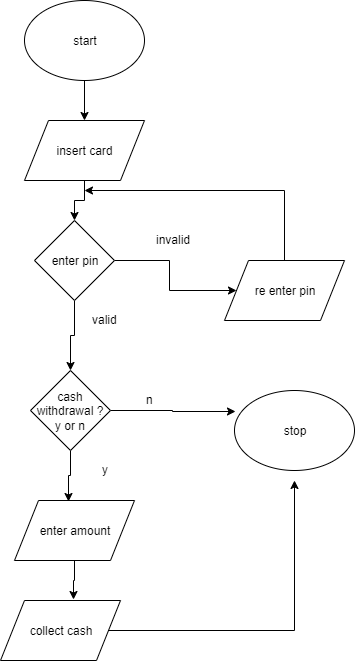 start
insert card
invalid
enter pin
re enter pin
valid
cash
withdrawal ?
y or n
n
stop
y
enter amount
collect cash